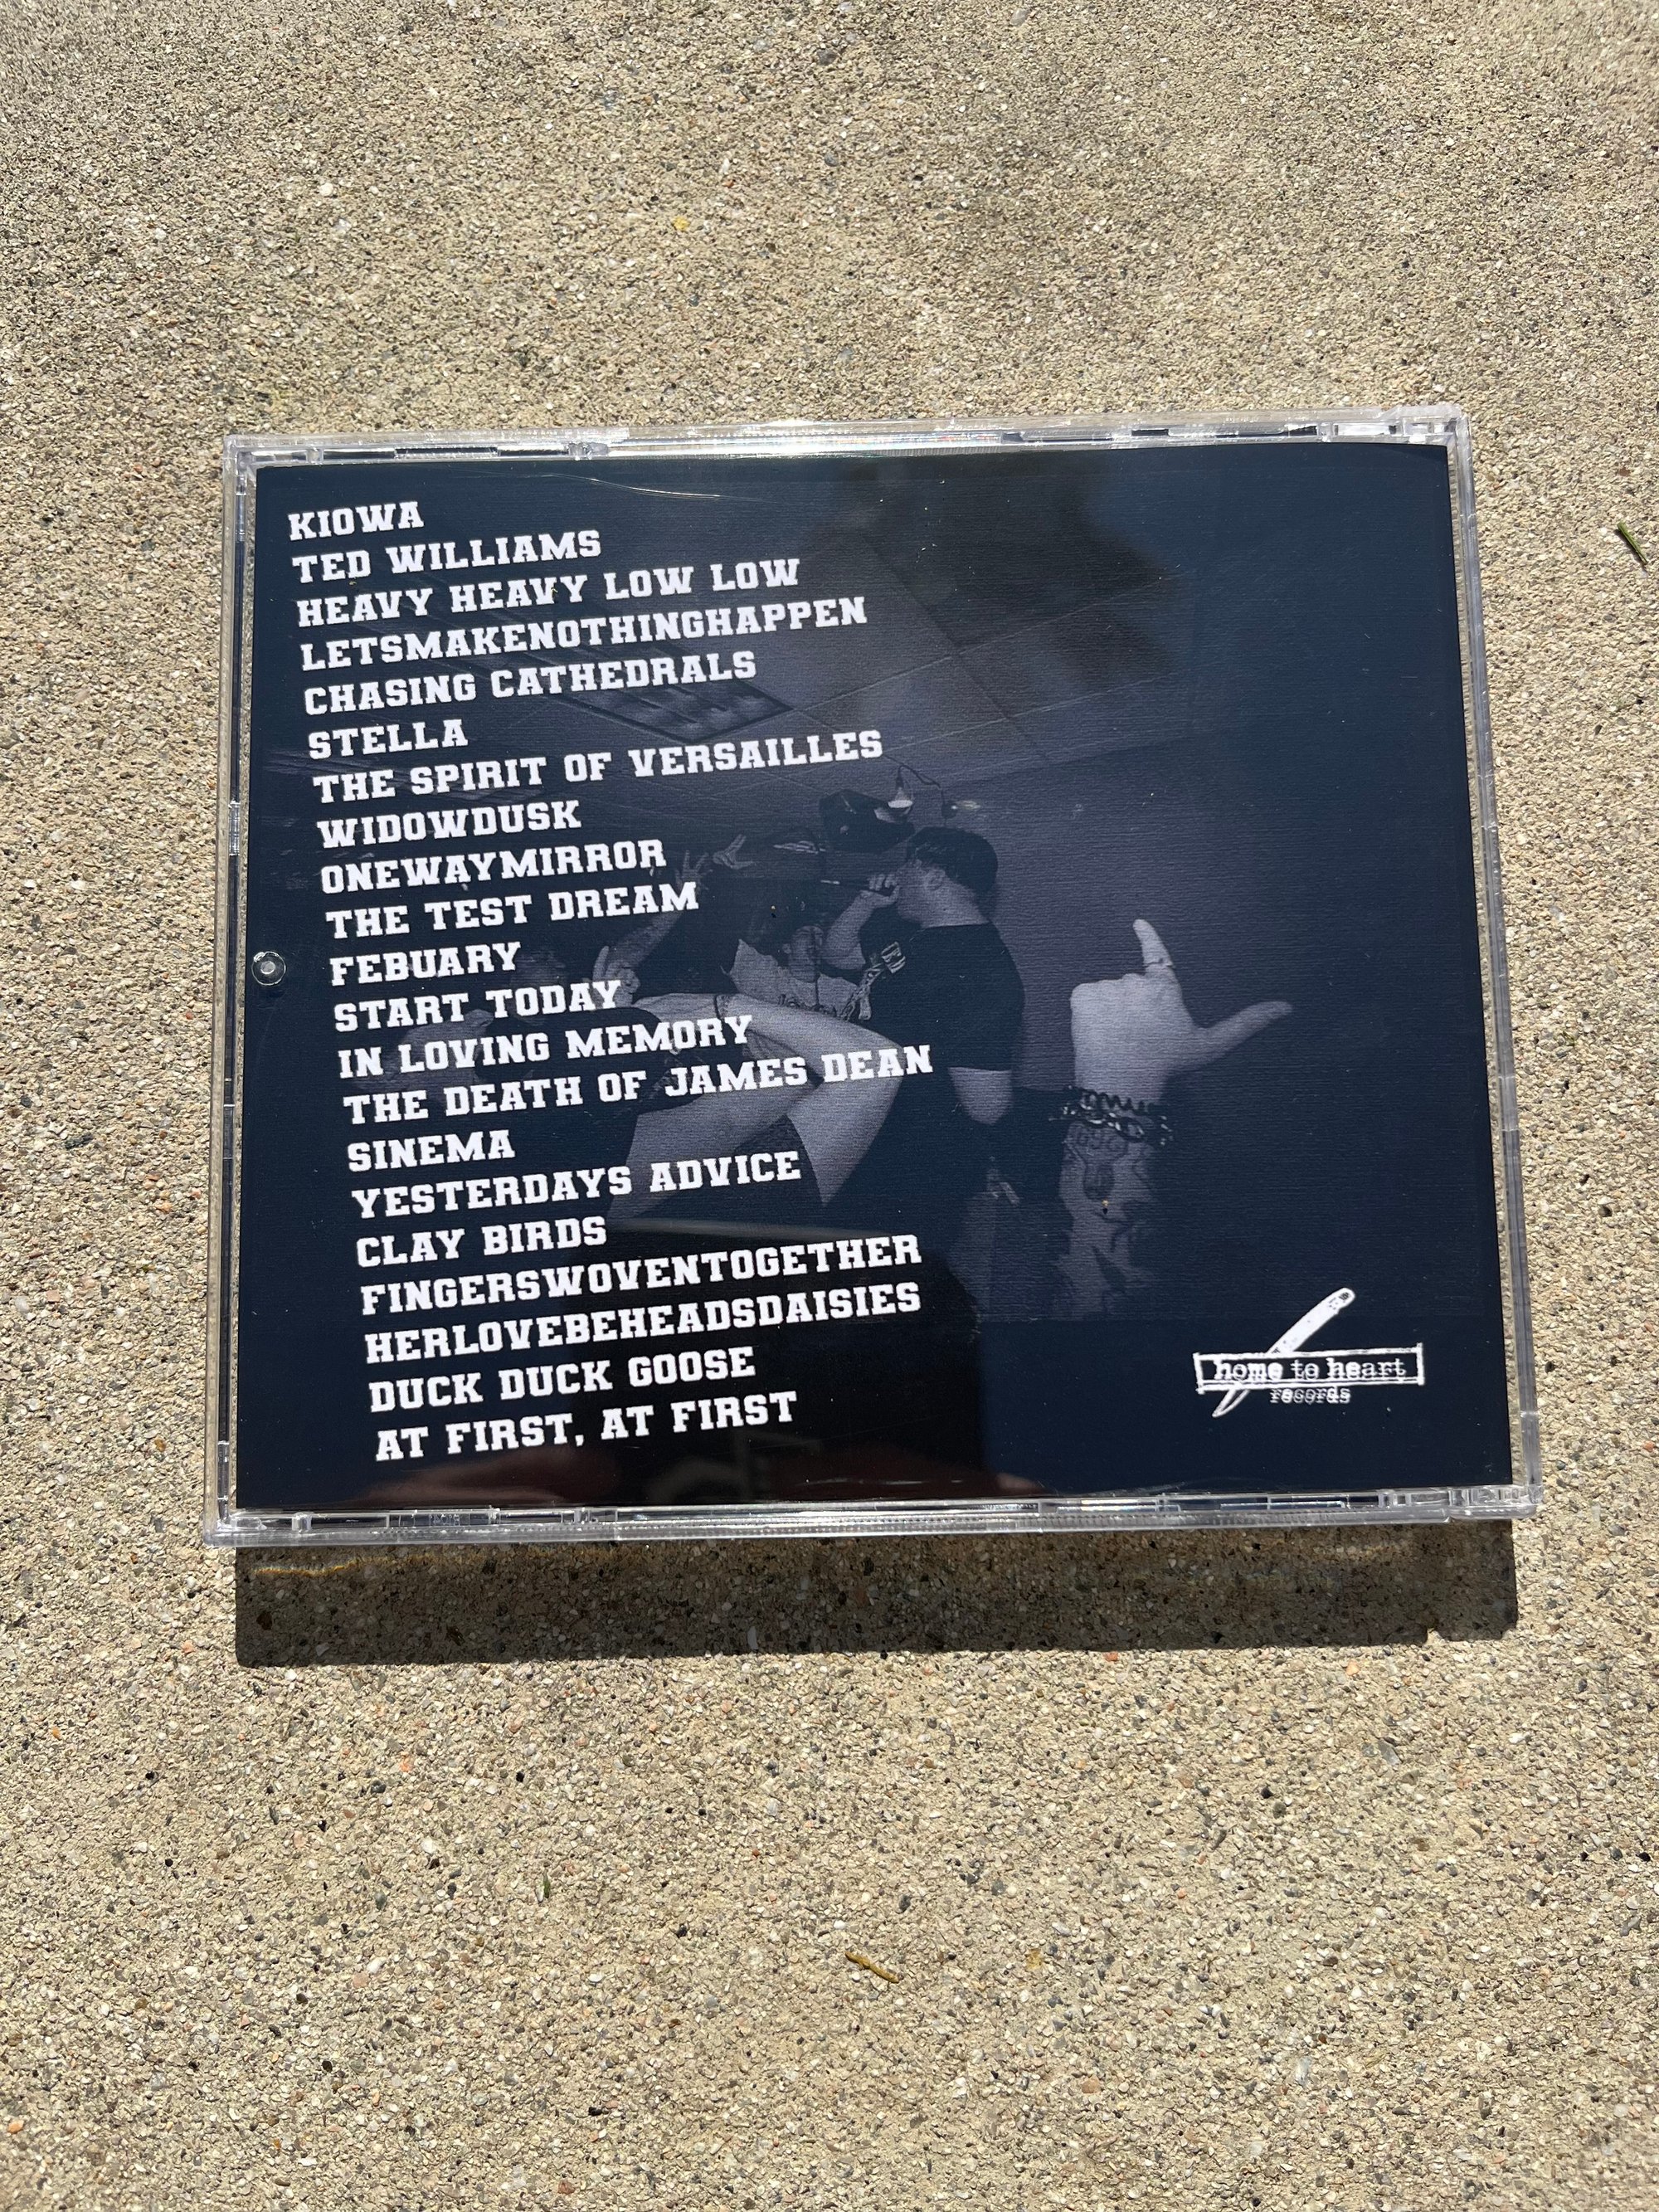 KIOWA
TED WILLIAMS
HEAVY HEAVY LOW LOW
LETSMAKENOTHINGHAPPEN
CHASING CATHEDRALS
STELLA
THE SPIRIT OF VERSAILLES
WIDOWDUSK
ONEWAYMIRROR
THE TEST DREAM
FEBUARY
START TODAY
IN LOVING MEMORY
THE DEATH OF JAMES DEAN
SINEMA
YESTERDAYS ADVICE
CLAY BIRDS
FINGERSWOVENTOGETHER
HERLOVEBEHEADSDAISIES
DUCK DUCK GOOSE
AT FIRST, AT FIRST
home to heart
records